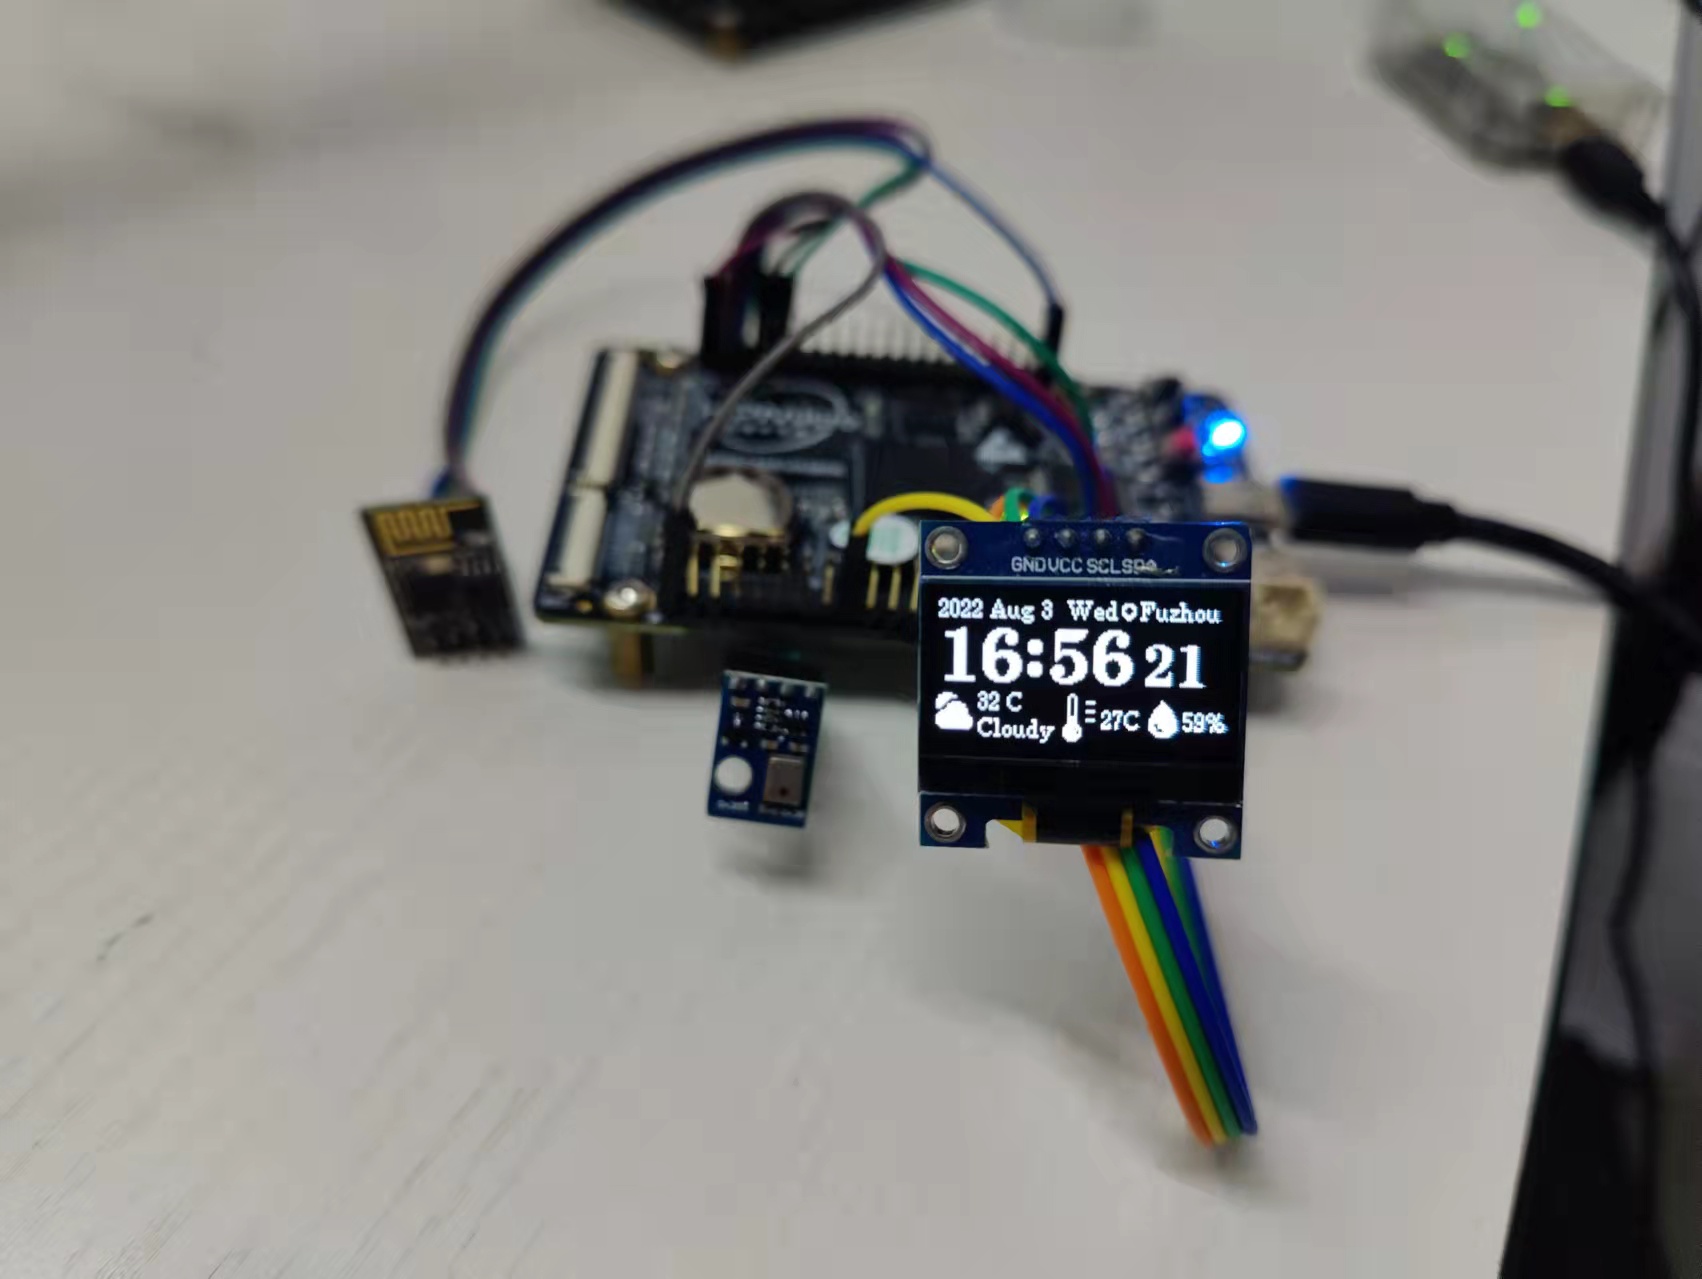 GND VCC SCL SDA
2022 Aug 3 Wed Fuzhou
16:56 21
32 C
Cloudy
27C
59%